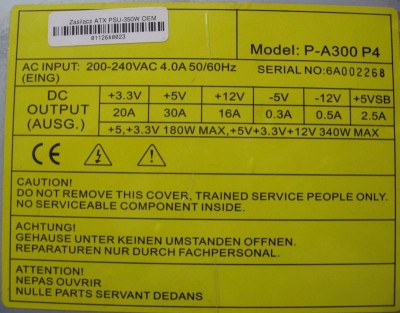 Zasilacz ATX PSU-350W OEM
01126A0023
Model: P-A300 P4
AC INPUT: 200-240VAC 4.0A 50/60Hz
(EING)
SERIAL NO:6A002268
DC OUTPUT (AUSG.)
+3.3V +5V +12V -5V -12V +5VSB
20A 30A 16A 0.3A 0.5A 2.5A
+5,+3.3V 180W MAX,+5V+3.3V+12V 340W MAX
CE
CAUTION!
DO NOT REMOVE THIS COVER, TRAINED SERVICE PEOPLE ONLY.
NO SERVICEABLE COMPONENT INSIDE.
ACHTUNG!
GEHAUSE UNTER KEINEN UMSTANDEN OFFNEN.
REPARATUREN NUR DURCH FACHPERSONAL.
ATTENTION!
NEPAS OUVRIR
NULLE PARTS SERVANT DEDANS